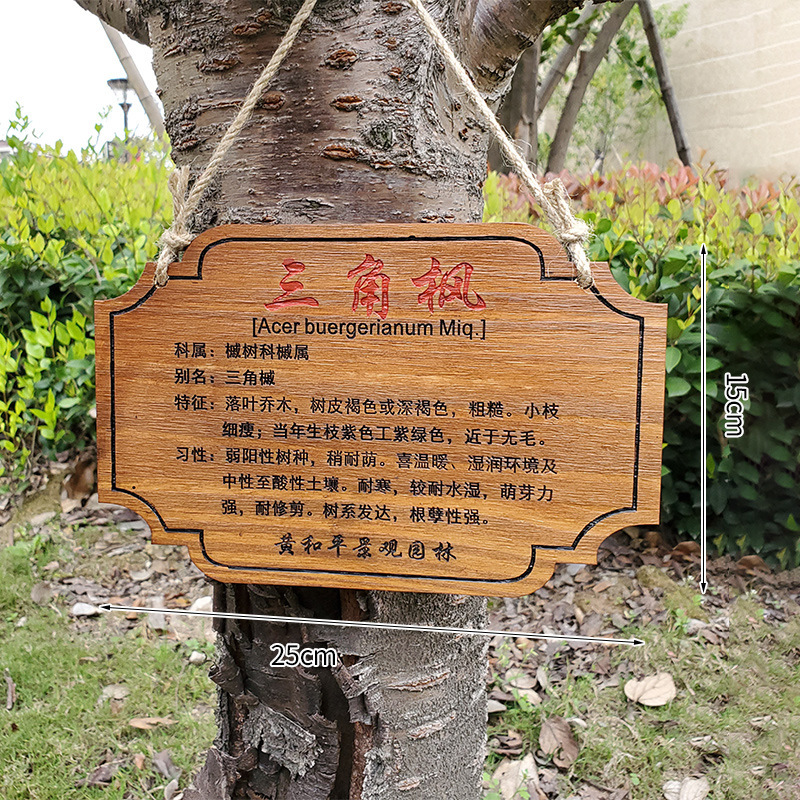 三角枫
[Acer buergerianum Miq.]
科属：槭树科槭属
别名：三角槭
特征：落叶乔木，树皮褐色或深褐色，粗糙。小枝
细瘦；当年生枝紫色工紫绿色，近于无毛。
习性：弱阳性树种，稍耐荫。喜温暖、湿润环境及
中性至酸性土壤。耐寒，较耐水湿，萌芽力
强，耐修剪。树系发达，根孽性强。
黄和平景观园林
15cm
25cm